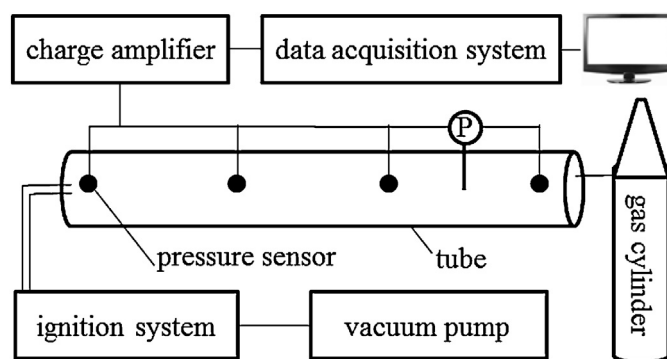 charge amplifier
data acquisition system
P
pressure sensor
tube
gas cylinder
ignition system
vacuum pump